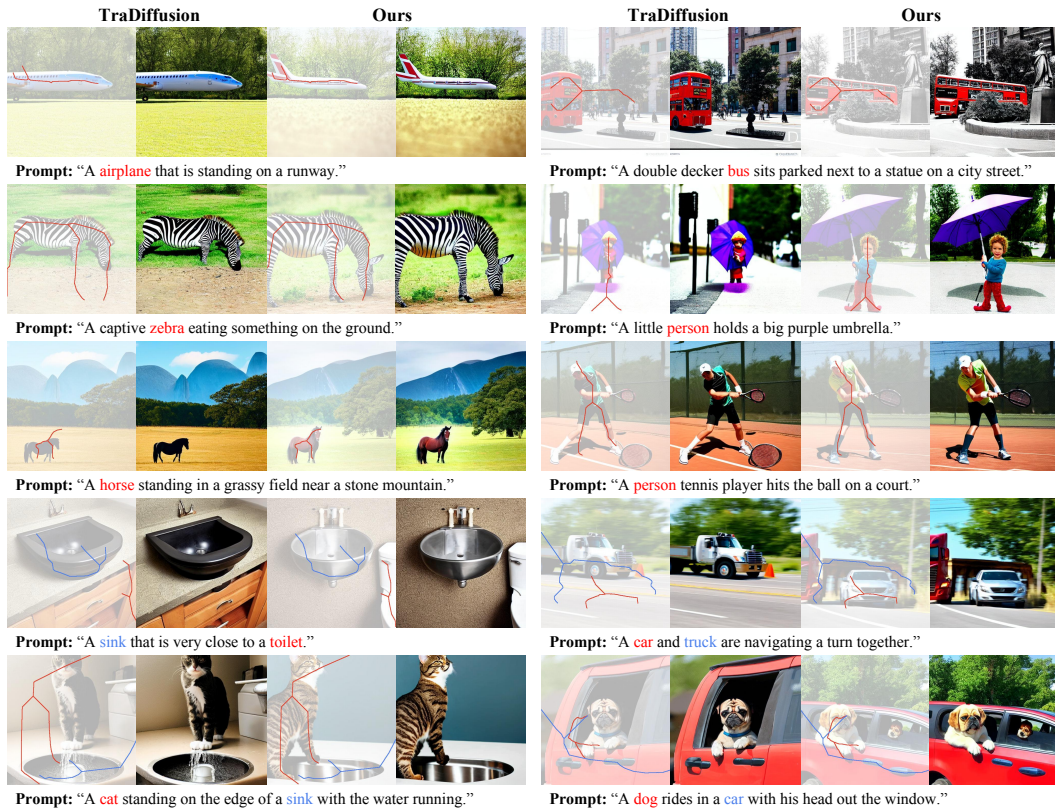 TraDiffusion Ours TraDiffusion Ours
Prompt: “A airplane that is standing on a runway.”
Prompt: “A double decker bus sits parked next to a statue on a city street.”
Prompt: “A captive zebra eating something on the ground.”
Prompt: “A little person holds a big purple umbrella.”
Prompt: “A horse standing in a grassy field near a stone mountain.”
Prompt: “A person tennis player hits the ball on a court.”
Prompt: “A sink that is very close to a toilet.”
Prompt: “A car and truck are navigating a turn together.”
Prompt: “A cat standing on the edge of a sink with the water running.”
Prompt: “A dog rides in a car with his head out the window.”